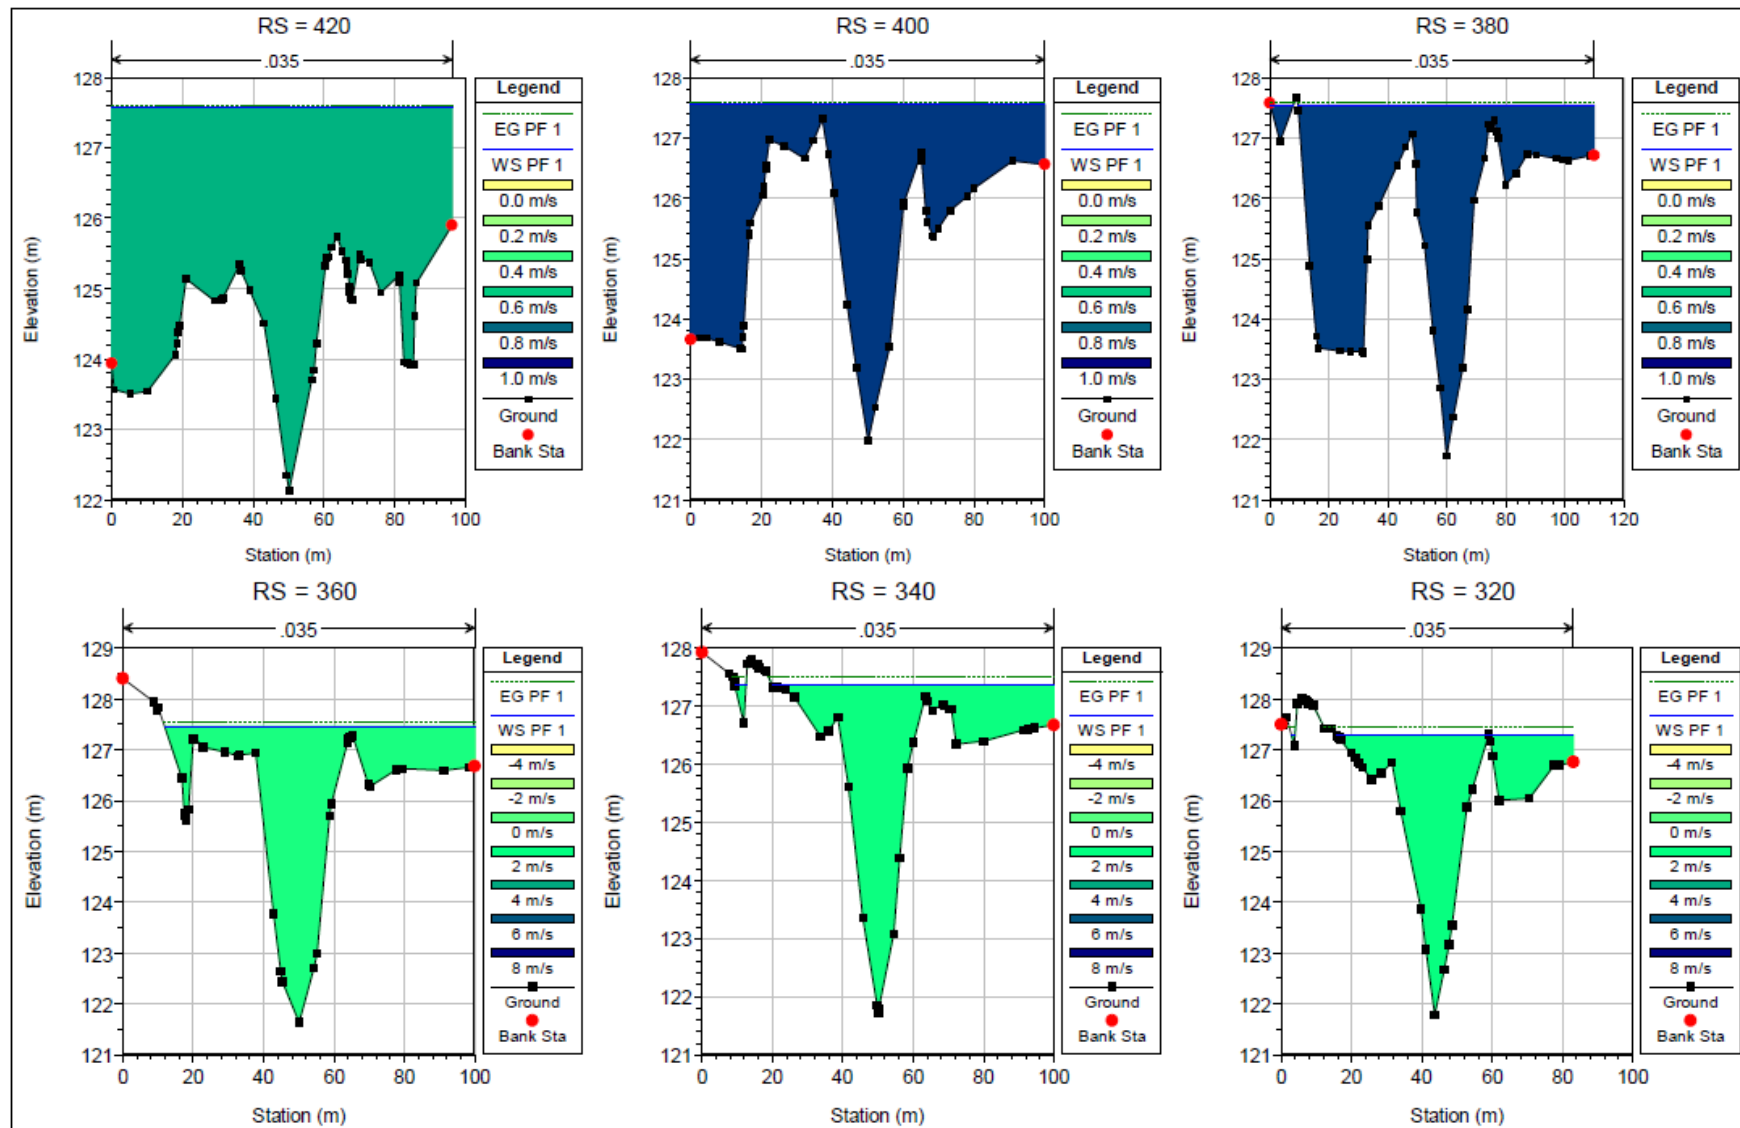 RS = 420
.035
128
127
126
125
124
123
122
Elevation (m)
0
20
40
60
80
100
Station (m)
Legend
EG PF 1
WS PF 1
0.0 m/s
0.2 m/s
0.4 m/s
0.6 m/s
0.8 m/s
1.0 m/s
Ground
Bank Sta
RS = 400
.035
128
127
126
125
124
123
122
121
Elevation (m)
0
20
40
60
80
100
Station (m)
Legend
EG PF 1
WS PF 1
0.0 m/s
0.2 m/s
0.4 m/s
0.6 m/s
0.8 m/s
1.0 m/s
Ground
Bank Sta
RS = 380
.035
128
127
126
125
124
123
122
121
Elevation (m)
0
20
40
60
80
100
120
Station (m)
Legend
EG PF 1
WS PF 1
0.0 m/s
0.2 m/s
0.4 m/s
0.6 m/s
0.8 m/s
1.0 m/s
Ground
Bank Sta
RS = 360
.035
129
128
127
126
125
124
123
122
121
Elevation (m)
0
20
40
60
80
100
Station (m)
Legend
EG PF 1
WS PF 1
-4 m/s
-2 m/s
0 m/s
2 m/s
4 m/s
6 m/s
8 m/s
Ground
Bank Sta
RS = 340
.035
128
127
126
125
124
123
122
121
Elevation (m)
0
20
40
60
80
100
Station (m)
Legend
EG PF 1
WS PF 1
-4 m/s
-2 m/s
0 m/s
2 m/s
4 m/s
6 m/s
8 m/s
Ground
Bank Sta
RS = 320
.035
129
128
127
126
125
124
123
122
121
Elevation (m)
0
20
40
60
80
100
Station (m)
Legend
EG PF 1
WS PF 1
-4 m/s
-2 m/s
0 m/s
2 m/s
4 m/s
6 m/s
8 m/s
Ground
Bank Sta